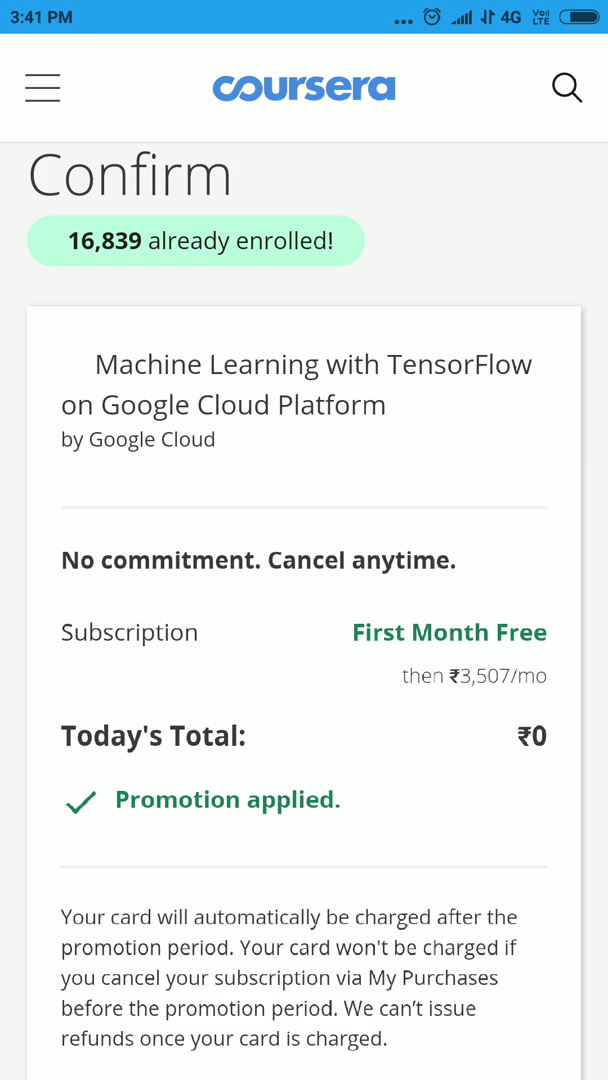 3:41 PM
... 4G Vo) LTE
coursera
Confirm
16,839 already enrolled!
Machine Learning with TensorFlow
on Google Cloud Platform
by Google Cloud
No commitment. Cancel anytime.
Subscription First Month Free
then ₹3,507/mo
Today's Total: ₹0
Promotion applied.
Your card will automatically be charged after the
promotion period. Your card won't be charged if
you cancel your subscription via My Purchases
before the promotion period. We can’t issue
refunds once your card is charged.